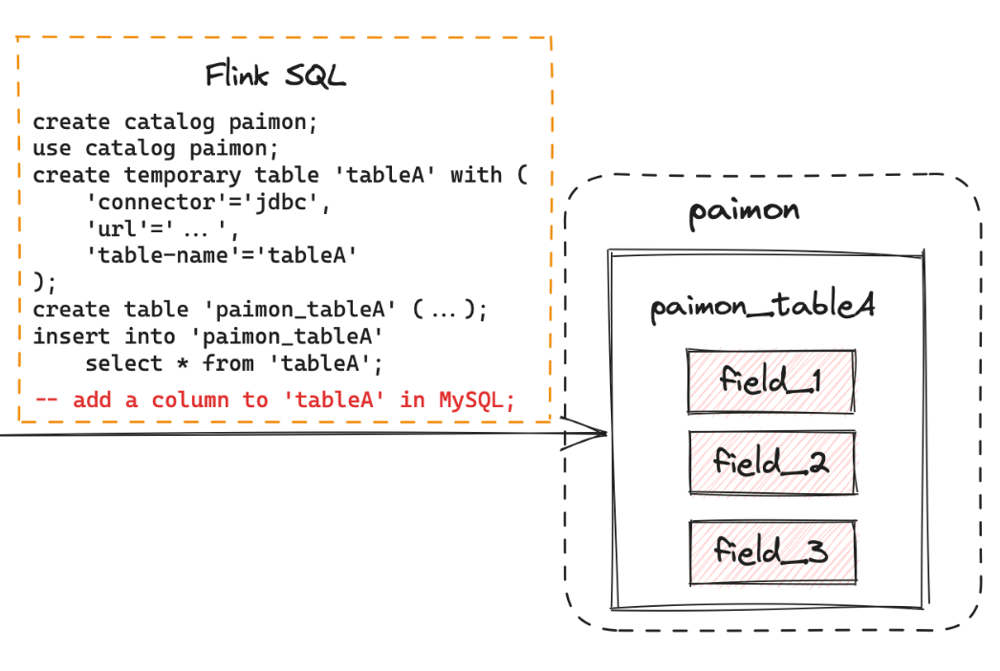 Flink SQL
create catalog paimon;
use catalog paimon;
create temporary table 'tableA' with (
    'connector'='jdbc',
    'url'='...',
    'table-name'='tableA'
);
create table 'paimon_tableA' (...);
insert into 'paimon_tableA'
    select * from 'tableA';
-- add a column to 'tableA' in MySQL;
paimon
paimon_tableA
field_1
field_2
field_3